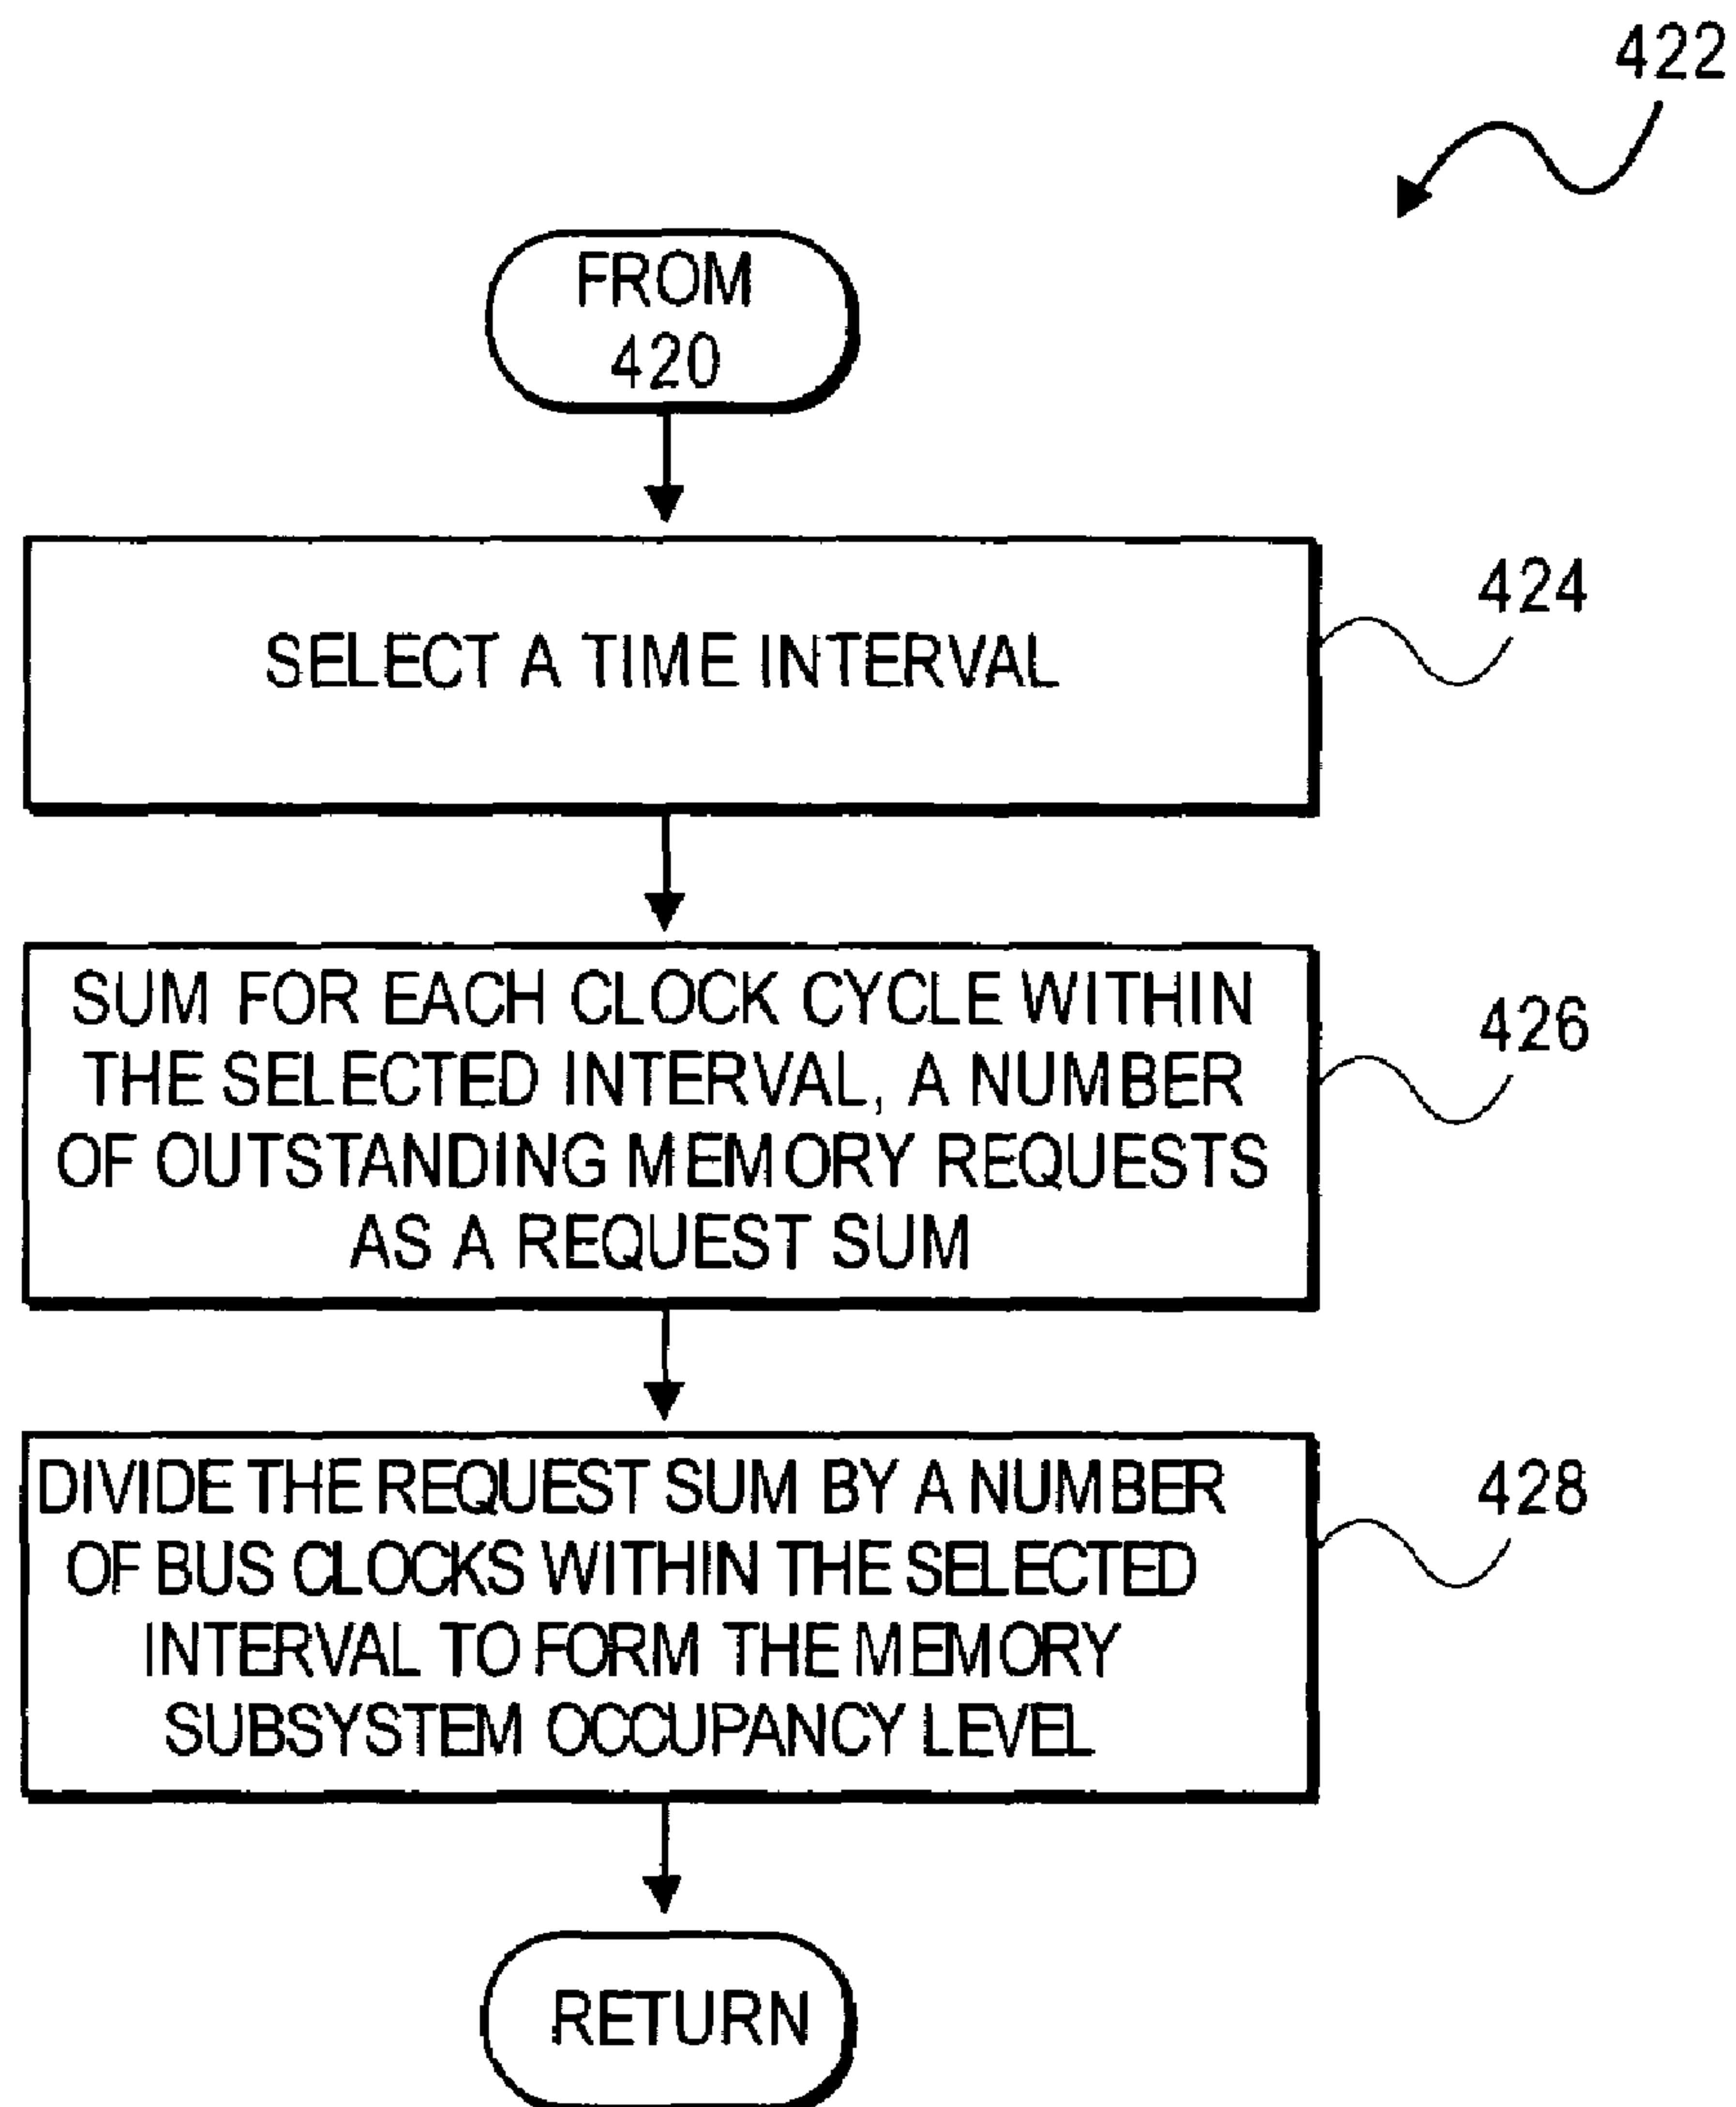 422
FROM
420
SELECT A TIME INTERVAL
424
SUM FOR EACH CLOCK CYCLE WITHIN
THE SELECTED INTERVAL, A NUMBER
OF OUTSTANDING MEMORY REQUESTS
AS A REQUEST SUM
426
DIVIDE THE REQUEST SUM BY A NUMBER
OF BUS CLOCKS WITHIN THE SELECTED
INTERVAL TO FORM THE MEMORY
SUBSYSTEM OCCUPANCY LEVEL
428
RETURN